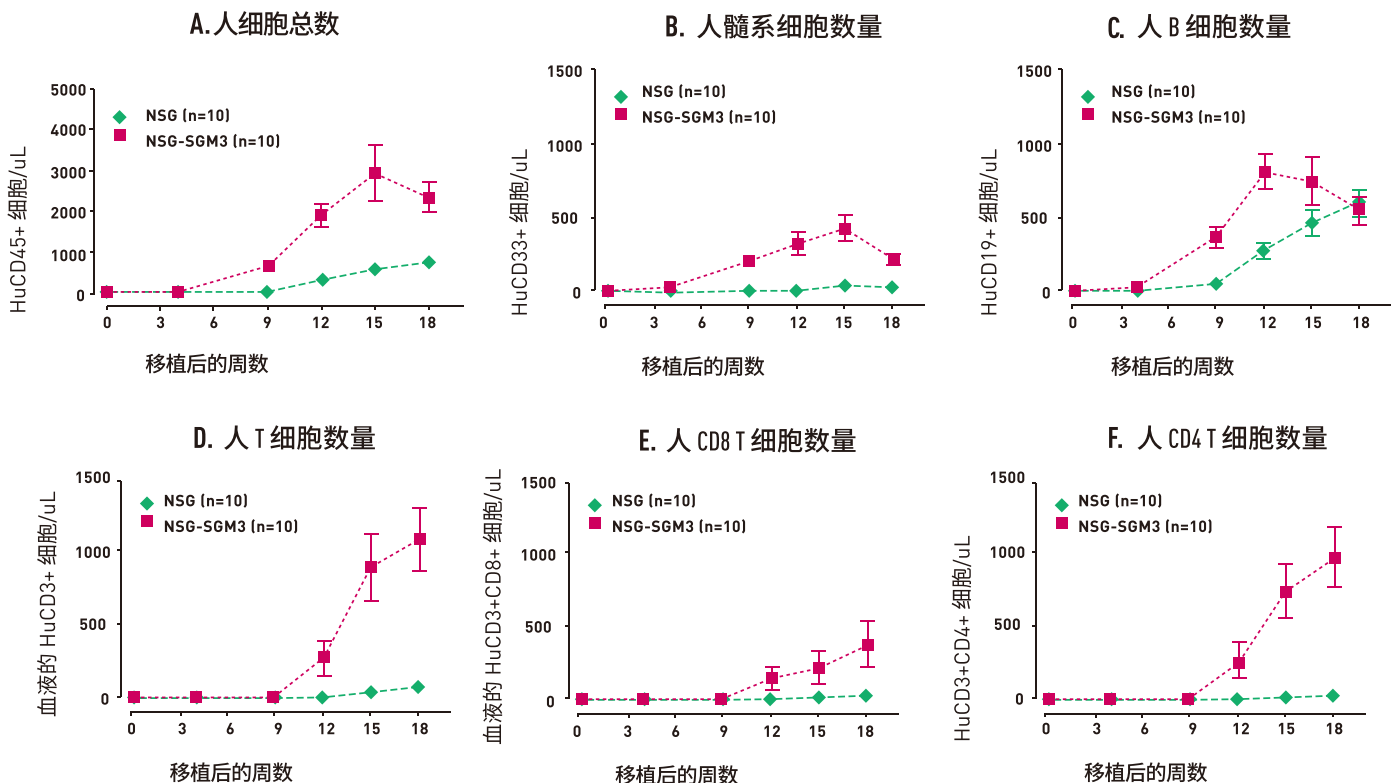 A.人细胞总数
HuCD45+ 细胞/uL
5000
4000
3000
2000
1000
0
NSG (n=10)
NSG-SGM3 (n=10)
0 3 6 9 12 15 18
移植后的周数
B. 人髓系细胞数量
HuCD33+ 细胞/uL
1500
1000
500
0
NSG (n=10)
NSG-SGM3 (n=10)
0 3 6 9 12 15 18
移植后的周数
C. 人 B 细胞数量
HuCD19+ 细胞/uL
1500
1000
500
0
NSG (n=10)
NSG-SGM3 (n=10)
0 3 6 9 12 15 18
移植后的周数
D. 人 T 细胞数量
血液的 HuCD3+ 细胞/uL
1500
1000
500
0
NSG (n=10)
NSG-SGM3 (n=10)
0 3 6 9 12 15 18
移植后的周数
E. 人 CD8 T 细胞数量
血液的 HuCD3+CD8+ 细胞/uL
1500
1000
500
0
NSG (n=10)
NSG-SGM3 (n=10)
0 3 6 9 12 15 18
移植后的周数
F. 人 CD4 T 细胞数量
HuCD3+CD4+ 细胞/uL
1500
1000
500
0
NSG (n=10)
NSG-SGM3 (n=10)
0 3 6 9 12 15 18
移植后的周数